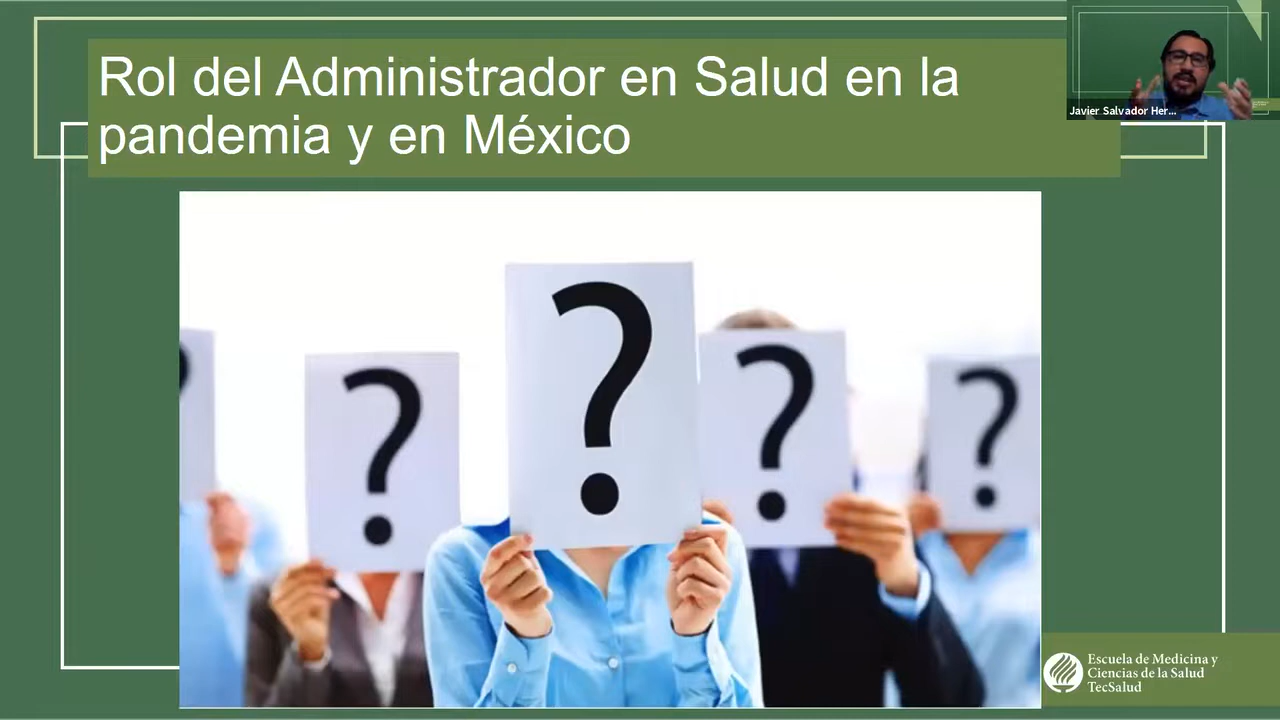 Rol del Administrador en Salud en la
pandemia y en México
Javier Salvador Her...
?
?
?
?
?
Escuela de Medicina y
Ciencias de la Salud
TecSalud